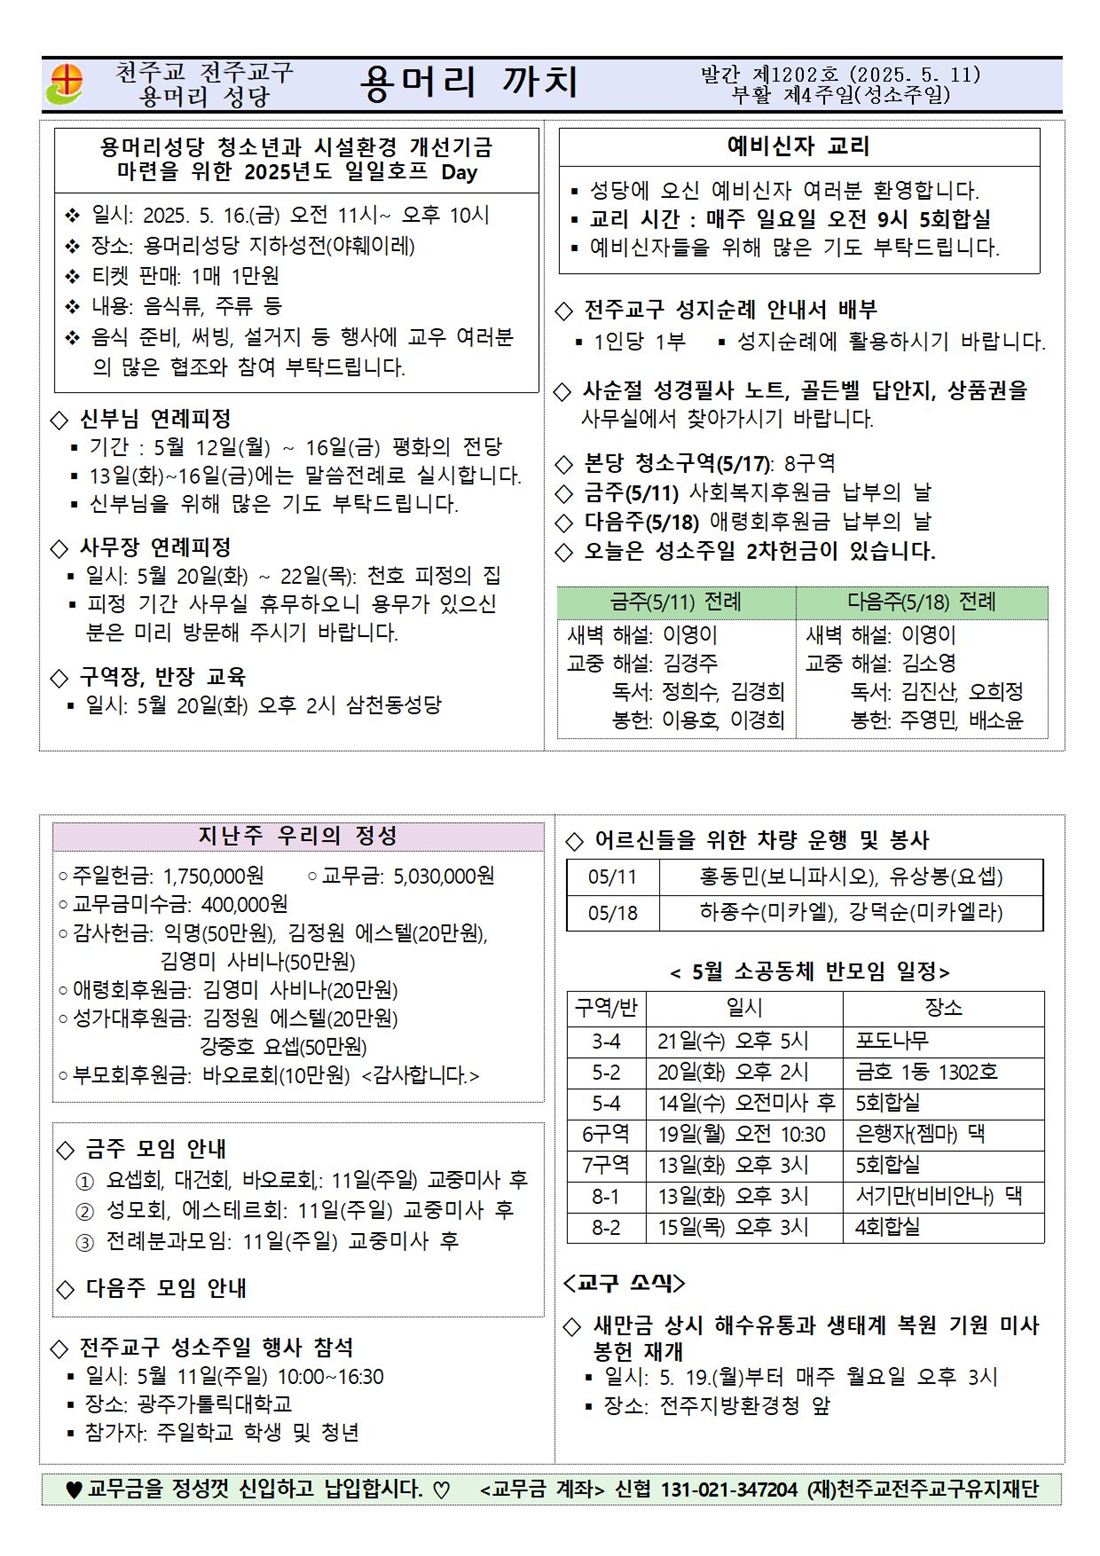 천주교 전주교구
용머리 성당
용머리 까치
발간 제1202호 (2025. 5. 11)
부활 제4주일(성소주일)
용머리성당 청소년과 시설환경 개선기금
마련을 위한 2025년도 일일호프 Day
❖ 일시: 2025. 5. 16.(금) 오전 11시~ 오후 10시
❖ 장소: 용머리성당 지하성전(야훼이레)
❖ 티켓 판매: 1매 1만원
❖ 내용: 음식류, 주류 등
❖ 음식 준비, 써빙, 설거지 등 행사에 교우 여러분
의 많은 협조와 참여 부탁드립니다.
◇ 신부님 연례피정
▪ 기간 : 5월 12일(월) ~ 16일(금) 평화의 전당
▪ 13일(화)~16일(금)에는 말씀전례로 실시합니다.
▪ 신부님을 위해 많은 기도 부탁드립니다.
◇ 사무장 연례피정
▪ 일시: 5월 20일(화) ~ 22일(목): 천호 피정의 집
▪ 피정 기간 사무실 휴무하오니 용무가 있으신
분은 미리 방문해 주시기 바랍니다.
◇ 구역장, 반장 교육
▪ 일시: 5월 20일(화) 오후 2시 삼천동성당
예비신자 교리
▪ 성당에 오신 예비신자 여러분 환영합니다.
▪ 교리 시간 : 매주 일요일 오전 9시 5회합실
▪ 예비신자들을 위해 많은 기도 부탁드립니다.
◇ 전주교구 성지순례 안내서 배부
▪ 1인당 1부 ▪ 성지순례에 활용하시기 바랍니다.
◇ 사순절 성경필사 노트, 골든벨 답안지, 상품권을
사무실에서 찾아가시기 바랍니다.
◇ 본당 청소구역(5/17): 8구역
◇ 금주(5/11) 사회복지후원금 납부의 날
◇ 다음주(5/18) 애령회후원금 납부의 날
◇ 오늘은 성소주일 2차헌금이 있습니다.
금주(5/11) 전례 다음주(5/18) 전례
새벽 해설: 이영이 새벽 해설: 이영이
교중 해설: 김경주 교중 해설: 김소영
독서: 정희수, 김경희 독서: 김진산, 오희정
봉헌: 이용호, 이경희 봉헌: 주영민, 배소윤
지난주 우리의 정성
○ 주일헌금: 1,750,000원 ○ 교무금: 5,030,000원
○ 교무금미수금: 400,000원
○ 감사헌금: 익명(50만원), 김정원 에스텔(20만원),
김영미 사비나(50만원)
○ 애령회후원금: 김영미 사비나(20만원)
○ 성가대후원금: 김정원 에스텔(20만원)
강중호 요셉(50만원)
○ 부모회후원금: 바오로회(10만원) <감사합니다.>
◇ 금주 모임 안내
① 요셉회, 대건회, 바오로회,: 11일(주일) 교중미사 후
② 성모회, 에스테르회: 11일(주일) 교중미사 후
③ 전례분과모임: 11일(주일) 교중미사 후
◇ 다음주 모임 안내
◇ 전주교구 성소주일 행사 참석
▪ 일시: 5월 11일(주일) 10:00~16:30
▪ 장소: 광주가톨릭대학교
▪ 참가자: 주일학교 학생 및 청년
◇ 어르신들을 위한 차량 운행 및 봉사
05/11 홍동민(보니파시오), 유상봉(요셉)
05/18 하종수(미카엘), 강덕순(미카엘라)
< 5월 소공동체 반모임 일정>
구역/반 일시 장소
3-4 21일(수) 오후 5시 포도나무
5-2 20일(화) 오후 2시 금호 1동 1302호
5-4 14일(수) 오전미사 후 5회합실
6구역 19일(월) 오전 10:30 은행자(젬마) 댁
7구역 13일(화) 오후 3시 5회합실
8-1 13일(화) 오후 3시 서기만(비비안나) 댁
8-2 15일(목) 오후 3시 4회합실
<교구 소식>
◇ 새만금 상시 해수유통과 생태계 복원 기원 미사
봉헌 재개
▪ 일시: 5. 19.(월)부터 매주 월요일 오후 3시
▪ 장소: 전주지방환경청 앞
♥ 교무금을 정성껏 신입하고 납입합시다. ♡ <교무금 계좌> 신협 131-021-347204 (재)천주교전주교구유지재단